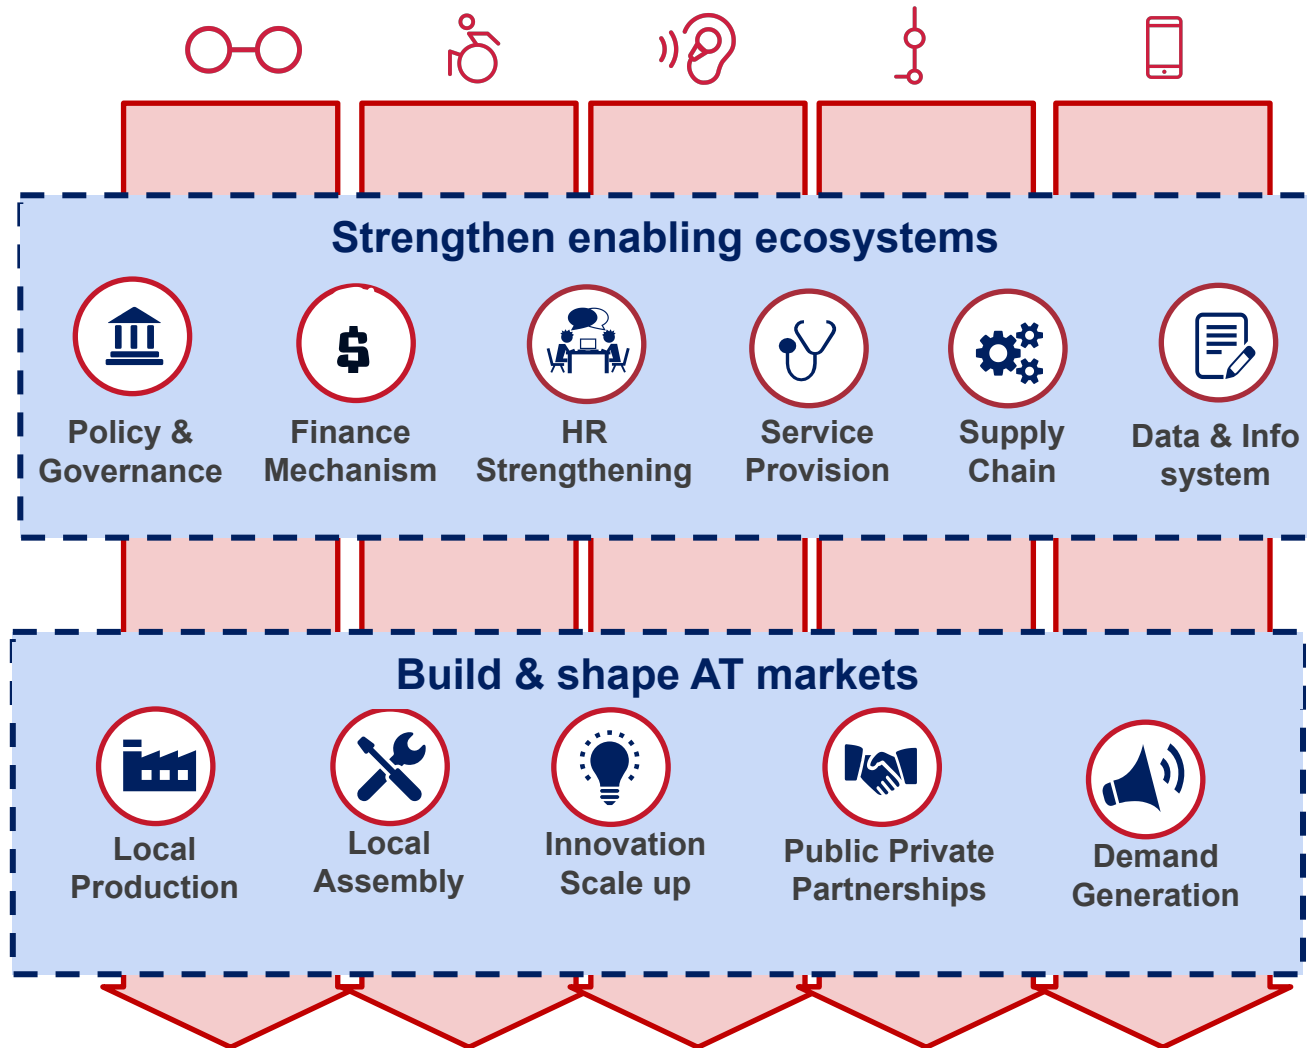 Strengthen enabling ecosystems
Policy &
Governance
Finance
Mechanism
HR
Strengthening
Service
Provision
Supply
Chain
Data & Info
system
Build & shape AT markets
Local
Production
Local
Assembly
Innovation
Scale up
Public Private
Partnerships
Demand
Generation